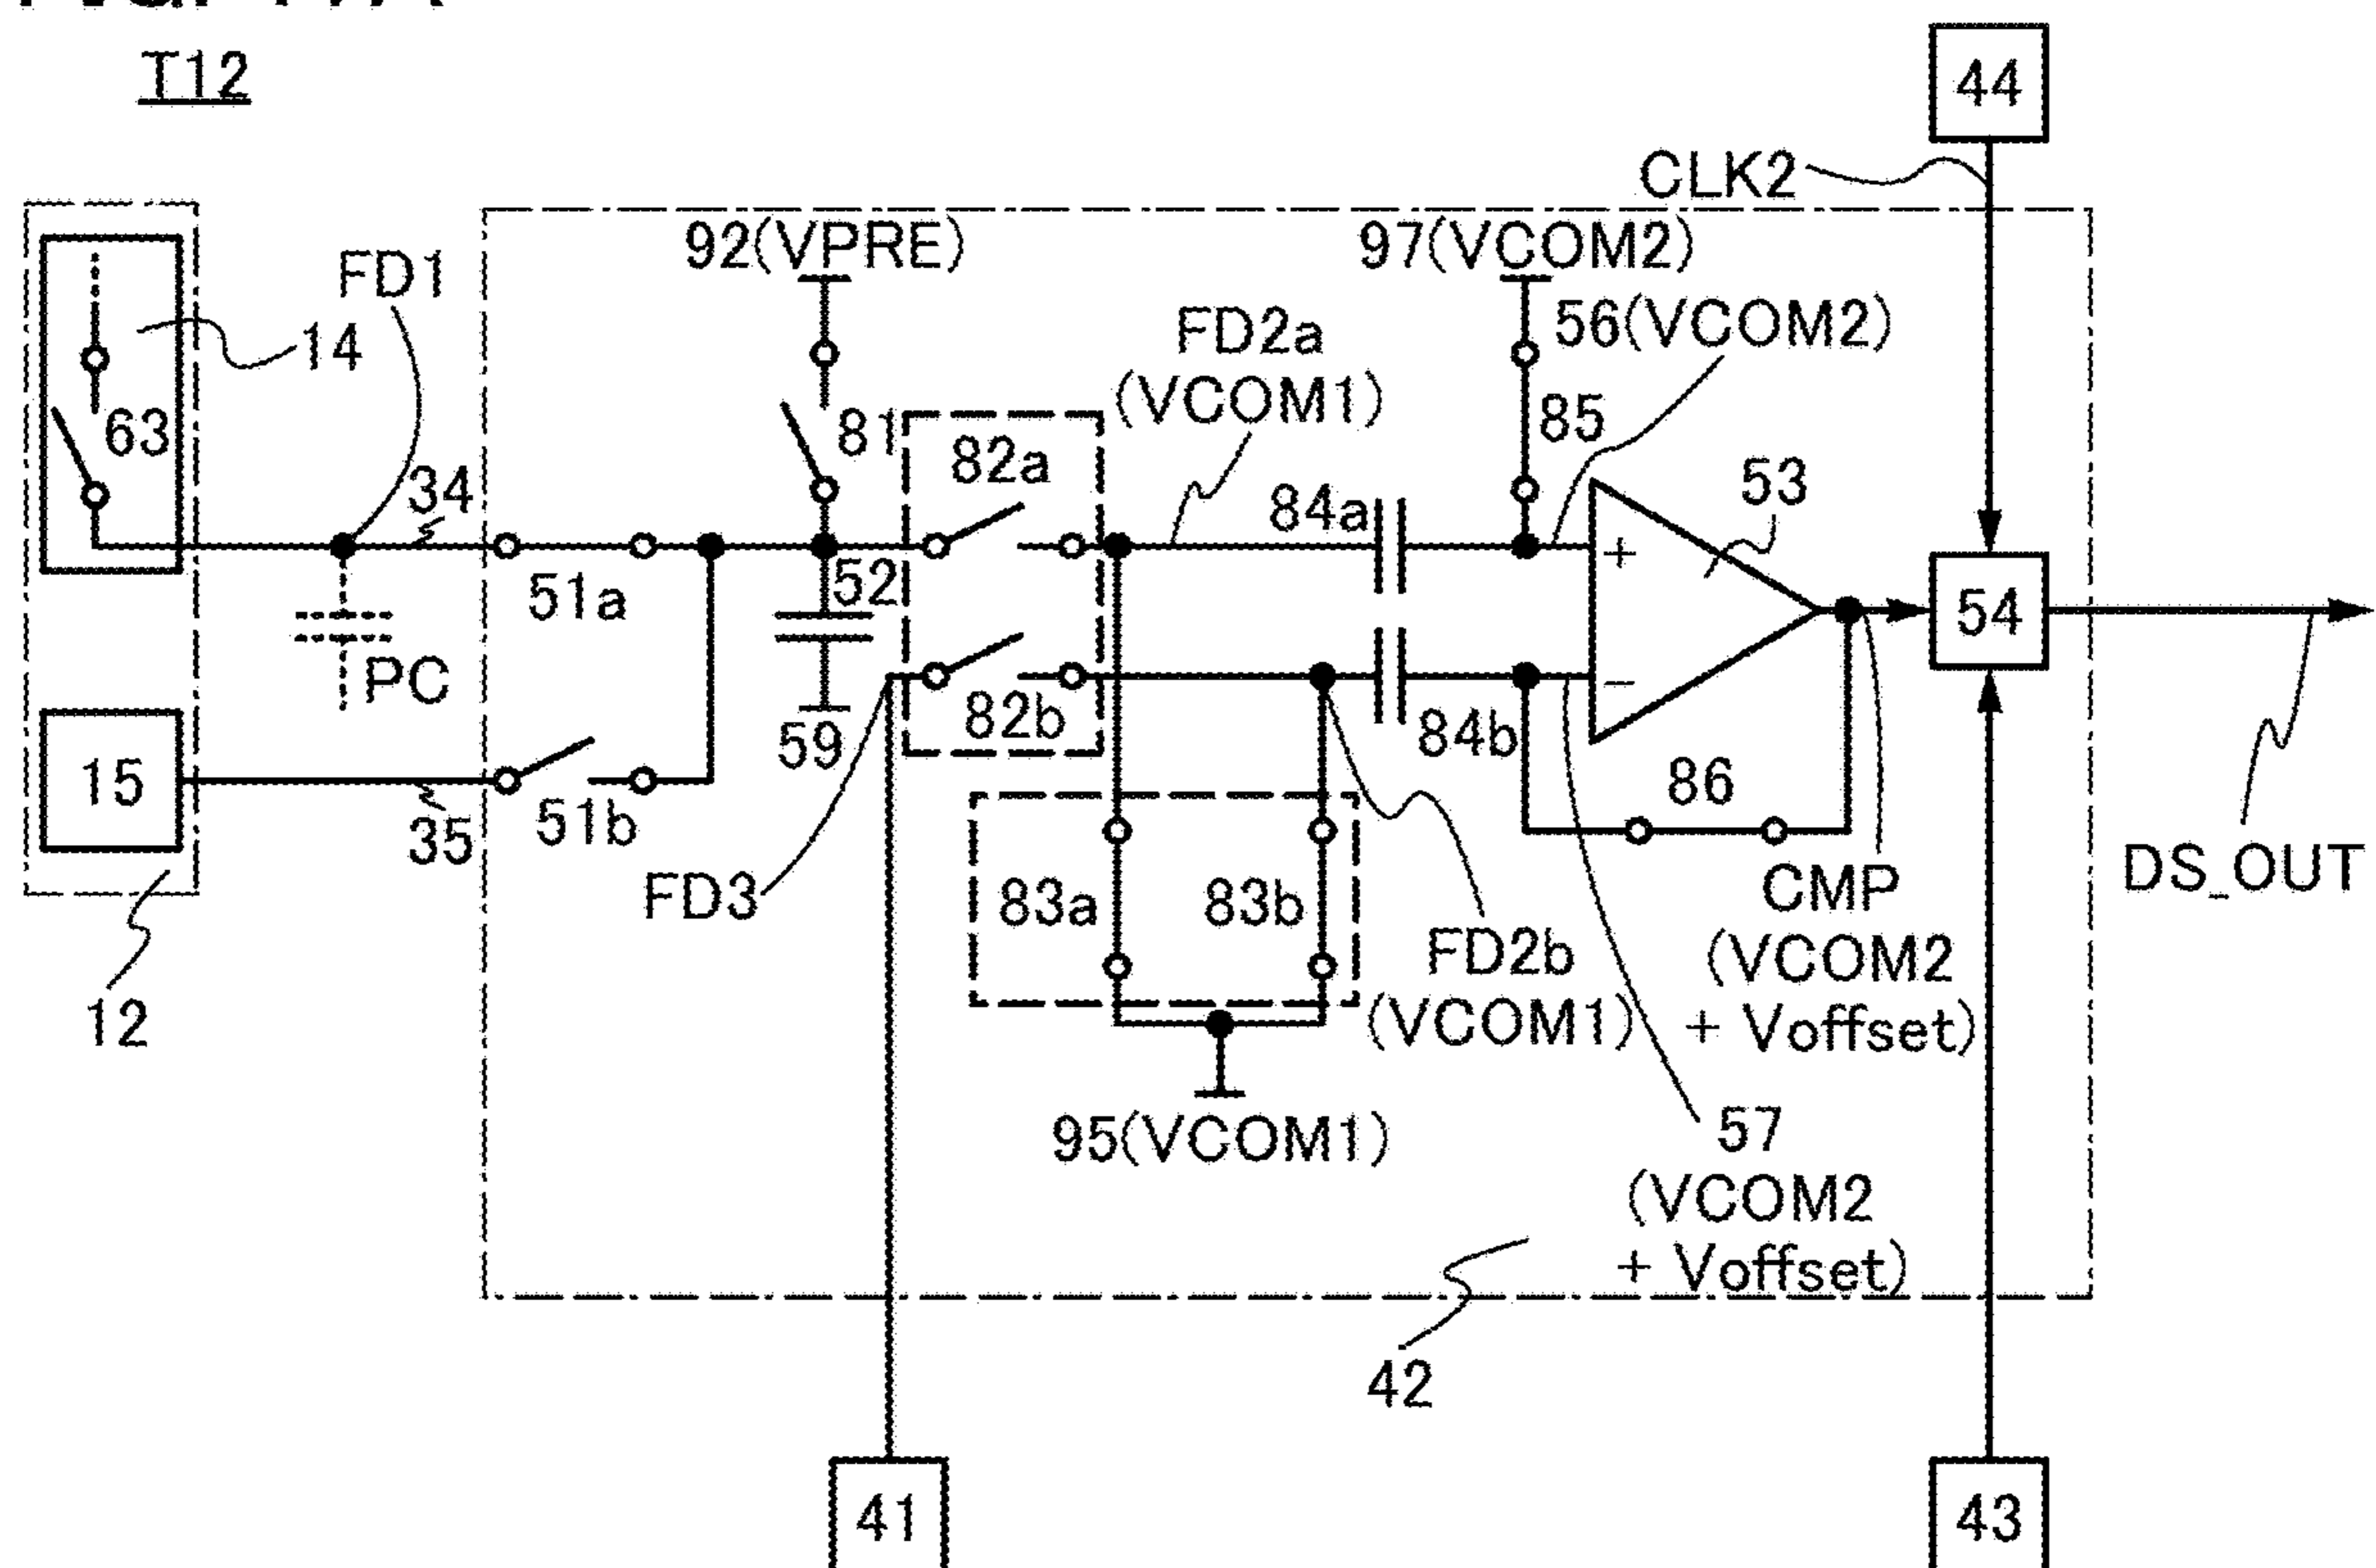 T12
44
CLK2
92(VPRE)
97(VCOM2)
FD1
14
FD2a
(VCOM1)
56(VCOM2)
63
81
85
82a
34
84a
53
+
51a
52
54
PC
82b
59
84b
−
15
86
51b
35
FD3
83a
83b
CMP
(VCOM2
+ Voffset)
DS_OUT
FD2b
(VCOM1)
12
95(VCOM1)
57
(VCOM2
+ Voffset)
42
41
43